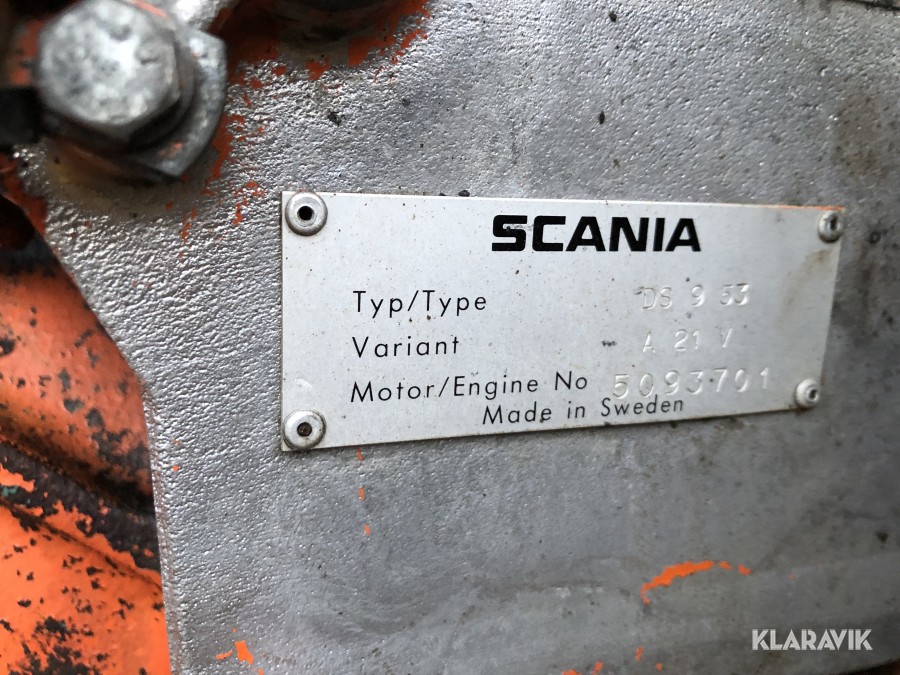 SCANIA
Typ/Type DS 9 53
Variant A 21 V
Motor/Engine No 5093701
Made in Sweden
KLARAVIK